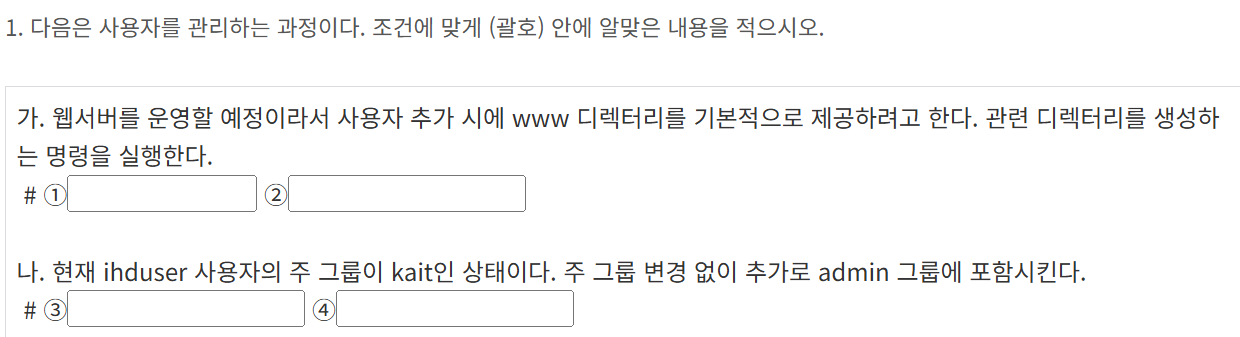 1. 다음은 사용자를 관리하는 과정이다. 조건에 맞게 (괄호) 안에 알맞은 내용을 적으시오.
가. 웹서버를 운영할 예정이라서 사용자 추가 시에 www 디렉터리를 기본적으로 제공하려고 한다. 관련 디렉터리를 생성하
는 명령을 실행한다.
# ① ②
나. 현재 ihduser 사용자의 주 그룹이 kait인 상태이다. 주 그룹 변경 없이 추가로 admin 그룹에 포함시킨다.
# ③ ④